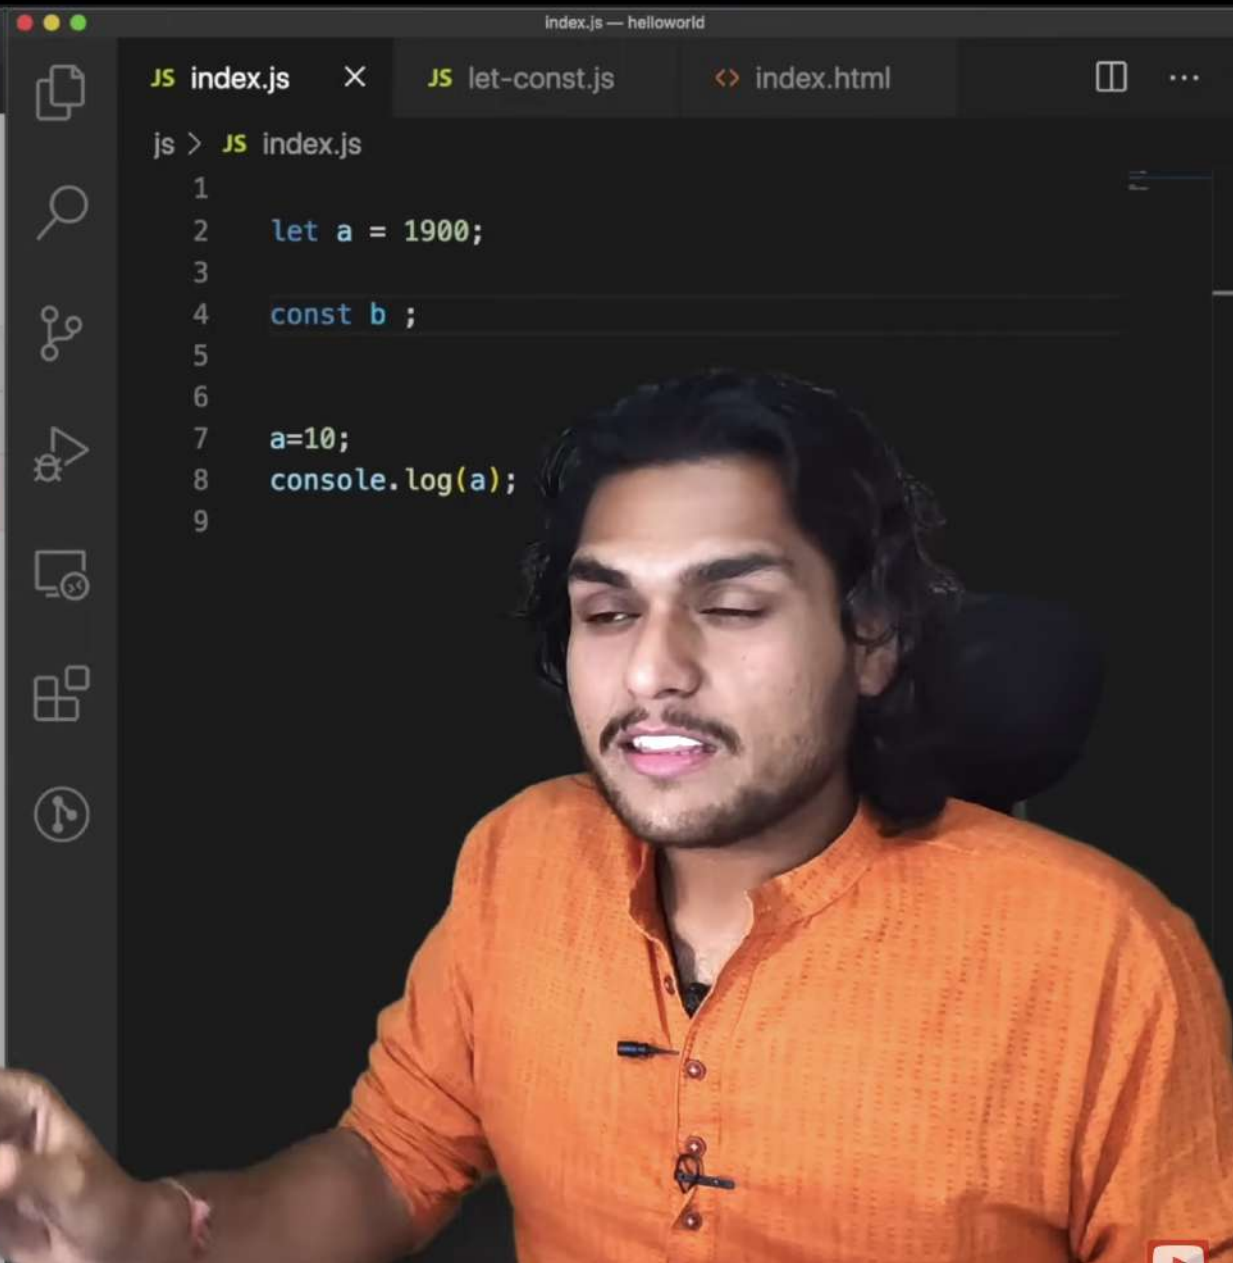 index.js — helloworld
JS index.js × JS let-const.js <> index.html ...
js > JS index.js
1
2 let a = 1900;
3
4 const b ;
5
6
7 a=10;
8 console.log(a);
9